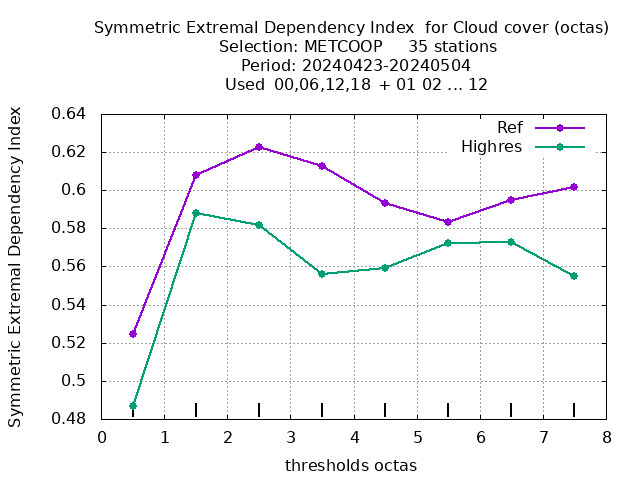 Symmetric Extremal Dependency Index  for Cloud cover (octas)
Selection: METCOOP     35 stations
Period: 20240423-20240504
Used  00,06,12,18 + 01 02 ... 12
Symmetric Extremal Dependency Index
0.64
0.62
0.6
0.58
0.56
0.54
0.52
0.5
0.48
Ref
Highres
0 1 2 3 4 5 6 7 8
thresholds octas